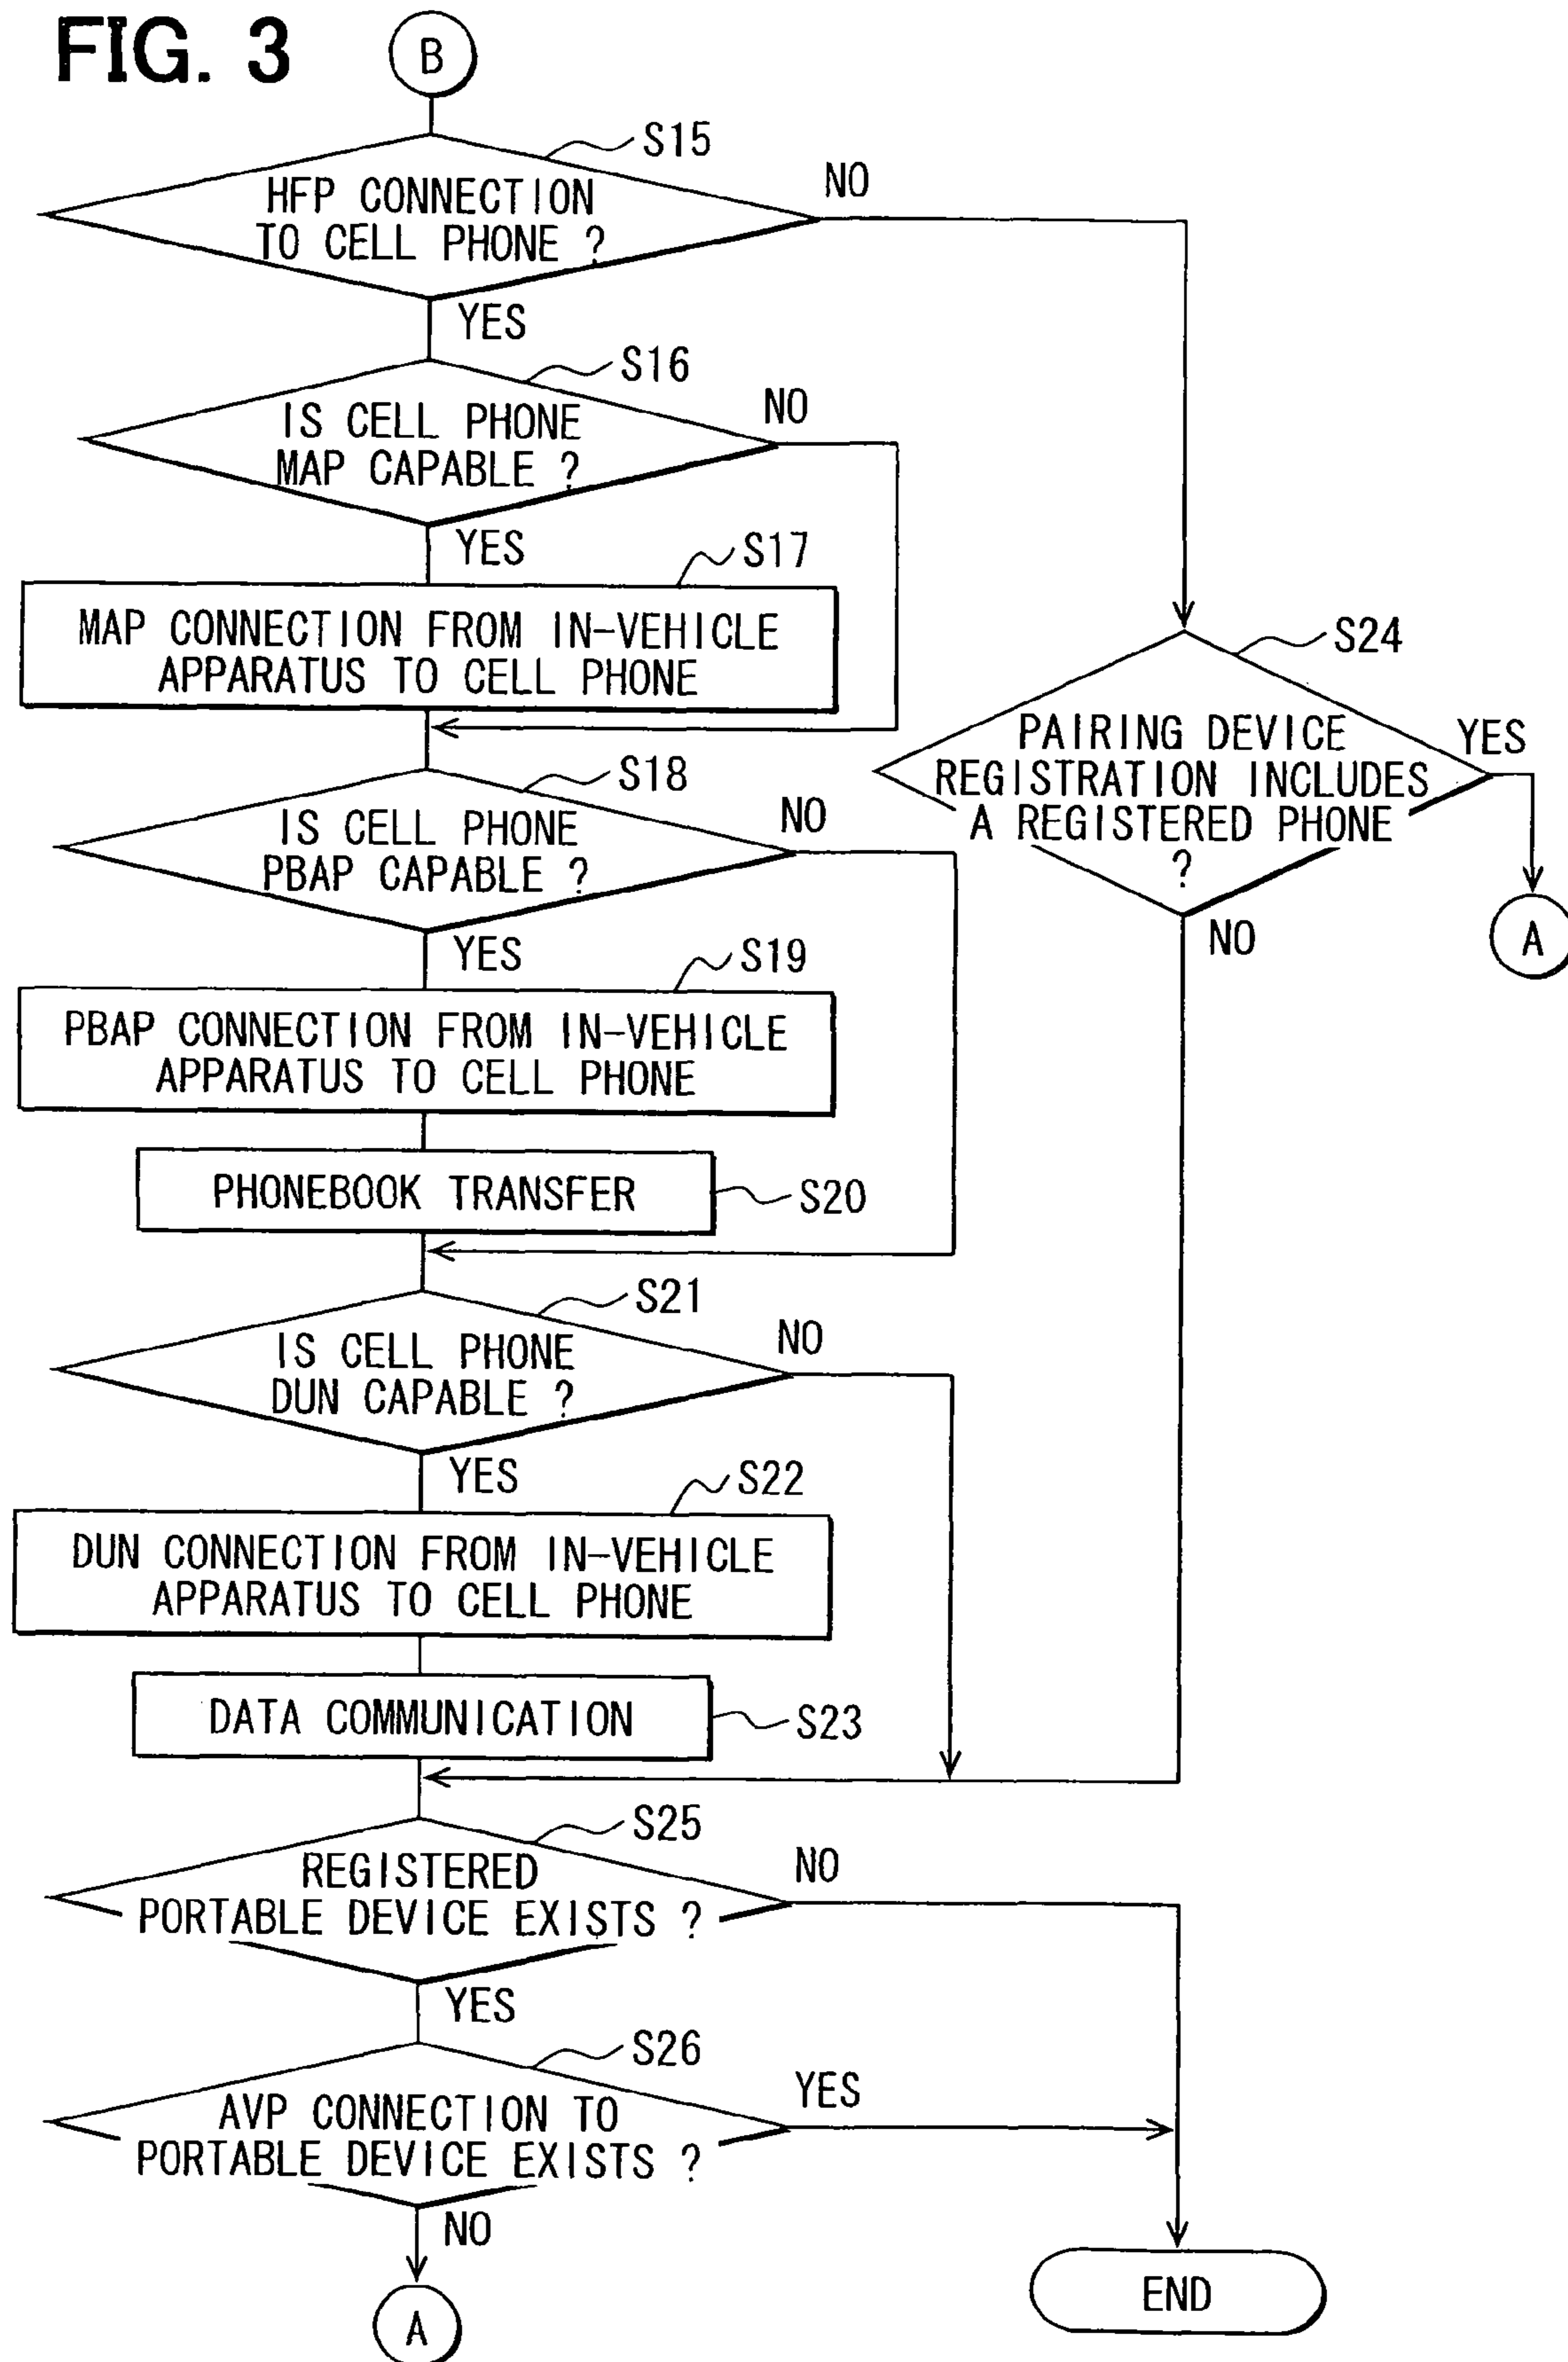 FIG. 3
B
S15
HFP CONNECTION
TO CELL PHONE ?
NO
YES
S16
IS CELL PHONE
MAP CAPABLE ?
NO
YES
S17
MAP CONNECTION FROM IN-VEHICLE
APPARATUS TO CELL PHONE
S24
PAIRING DEVICE
REGISTRATION INCLUDES
A REGISTERED PHONE
?
YES
A
NO
S18
IS CELL PHONE
PBAP CAPABLE ?
NO
YES
S19
PBAP CONNECTION FROM IN-VEHICLE
APPARATUS TO CELL PHONE
PHONEBOOK TRANSFER
S20
S21
IS CELL PHONE
DUN CAPABLE ?
NO
YES
S22
DUN CONNECTION FROM IN-VEHICLE
APPARATUS TO CELL PHONE
DATA COMMUNICATION
S23
S25
REGISTERED
PORTABLE DEVICE EXISTS ?
NO
YES
S26
AVP CONNECTION TO
PORTABLE DEVICE EXISTS ?
YES
NO
A
END